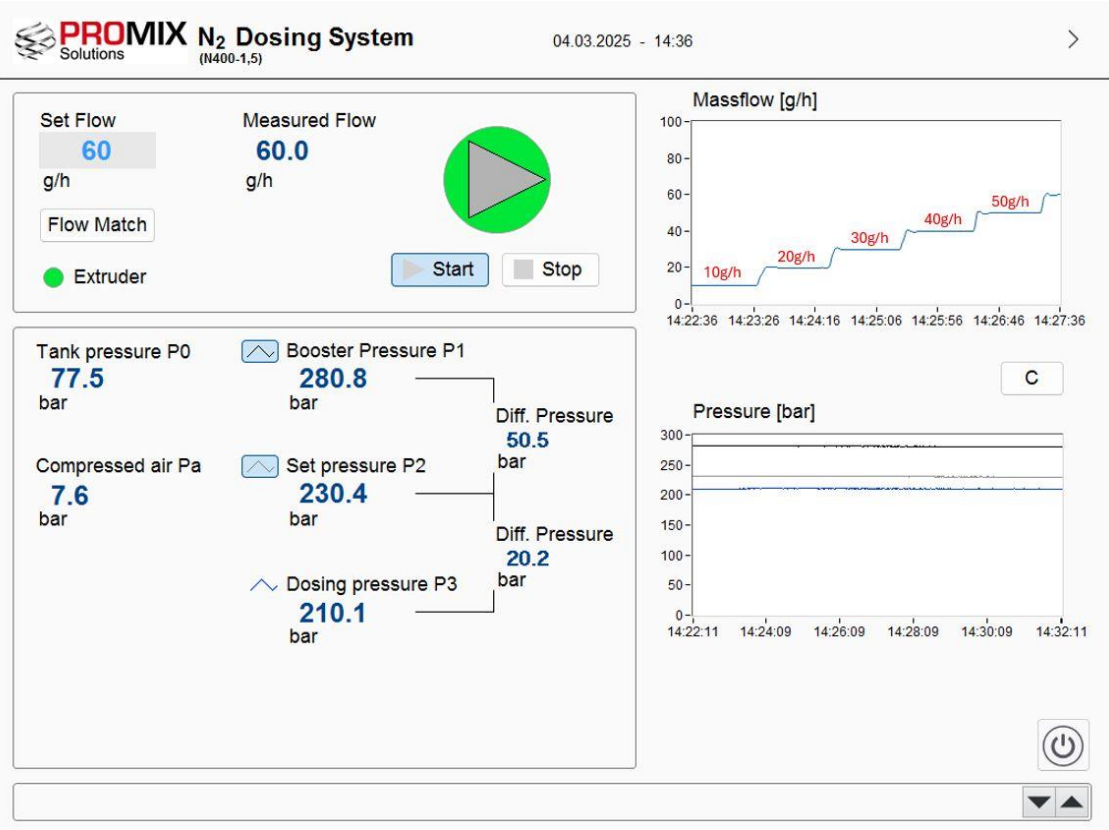 PROMIX
Solutions
N2 Dosing System
(N400-1,5)
04.03.2025 - 14:36
Set Flow
60
g/h
Measured Flow
60.0
g/h
Flow Match
Extruder
Start
Stop
Tank pressure P0
77.5
bar
Booster Pressure P1
280.8
bar
Diff. Pressure
50.5
bar
Compressed air Pa
7.6
bar
Set pressure P2
230.4
bar
Diff. Pressure
20.2
bar
Dosing pressure P3
210.1
bar
Massflow [g/h]
100
80
60
40
20
0
10g/h
20g/h
30g/h
40g/h
50g/h
14:22:36 14:23:26 14:24:16 14:25:06 14:25:56 14:26:46 14:27:36
C
Pressure [bar]
300
250
200
150
100
50
0
14:22:11 14:24:09 14:26:09 14:28:09 14:30:09 14:32:11